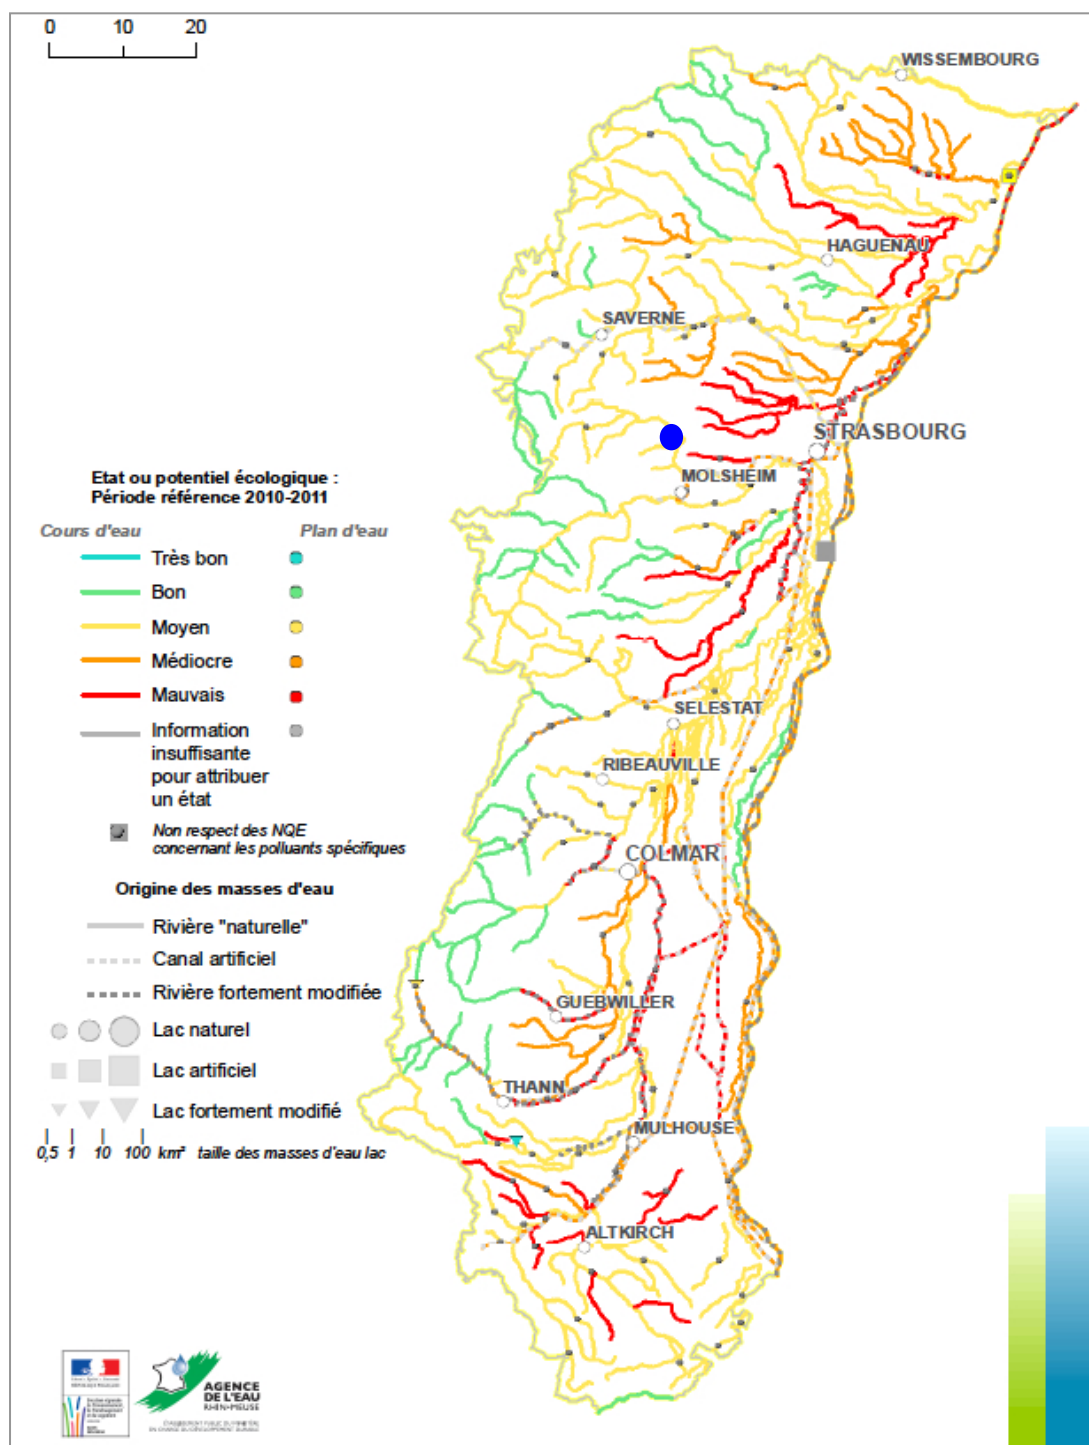 0 10 20
WISSEMBOURG
HAGUENAU
SAVERNE
STRASBOURG
MOLSHEIM
Etat ou potentiel écologique :
Période référence 2010-2011
Cours d'eau Plan d'eau
Très bon
Bon
Moyen
Médiocre
Mauvais
Information
insuffisante
pour attribuer
un état
Non respect des NQE
concernant les polluants spécifiques
SELESTAT
RIBEAUVILLE
COLMAR
Origine des masses d'eau
Rivière "naturelle"
Canal artificiel
Rivière fortement modifiée
Lac naturel
Lac artificiel
Lac fortement modifié
0,5 1 10 100 km² taille des masses d'eau lac
GUEBWILLER
THANN
MULHOUSE
ALTKIRCH
AGENCE
DE L'EAU
RHIN-MEUSE